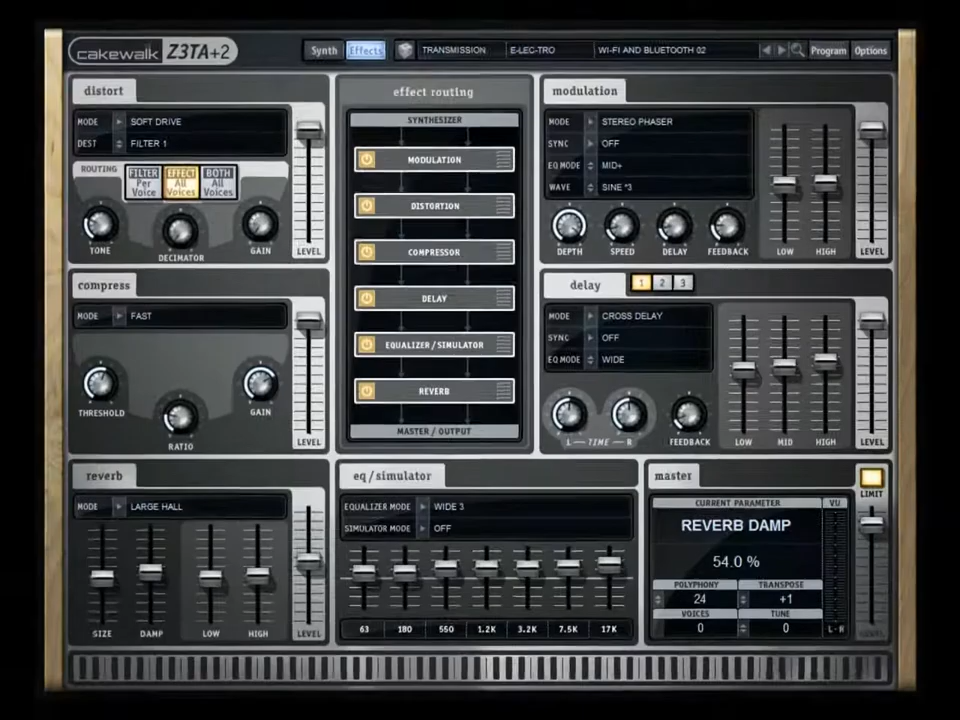 cakewalk Z3TA+2
Synth Effects TRANSMISSION E-LEC-TRO WI-FI AND BLUETOOTH 02 Program Options
distort
MODE SOFT DRIVE
DEST FILTER 1
ROUTING
FILTER Per Voice
EFFECT All Voices
BOTH All Voices
TONE DECIMATOR GAIN LEVEL
effect routing
SYNTHESIZER
MODULATION
DISTORTION
COMPRESSOR
DELAY
EQUALIZER/SIMULATOR
REVERB
MASTER / OUTPUT
modulation
MODE STEREO PHASER
SYNC OFF
EQ MODE MID+
WAVE SINE ^3
DEPTH SPEED DELAY FEEDBACK LOW HIGH LEVEL
compress
MODE FAST
THRESHOLD RATIO GAIN LEVEL
delay 1 2 3
MODE CROSS DELAY
SYNC OFF
EQ MODE WIDE
L TIME R FEEDBACK LOW MID HIGH LEVEL
reverb
MODE LARGE HALL
SIZE DAMP LOW HIGH LEVEL
eq/simulator
EQUALIZER MODE WIDE 3
SIMULATOR MODE OFF
63 180 550 1.2K 3.2K 7.5K 17K
master
LIMIT
CURRENT PARAMETER VU
REVERB DAMP
54.0 %
POLYPHONY TRANSPOSE
24 +1
VOICES TUNE
0 0 L-R
LEVEL